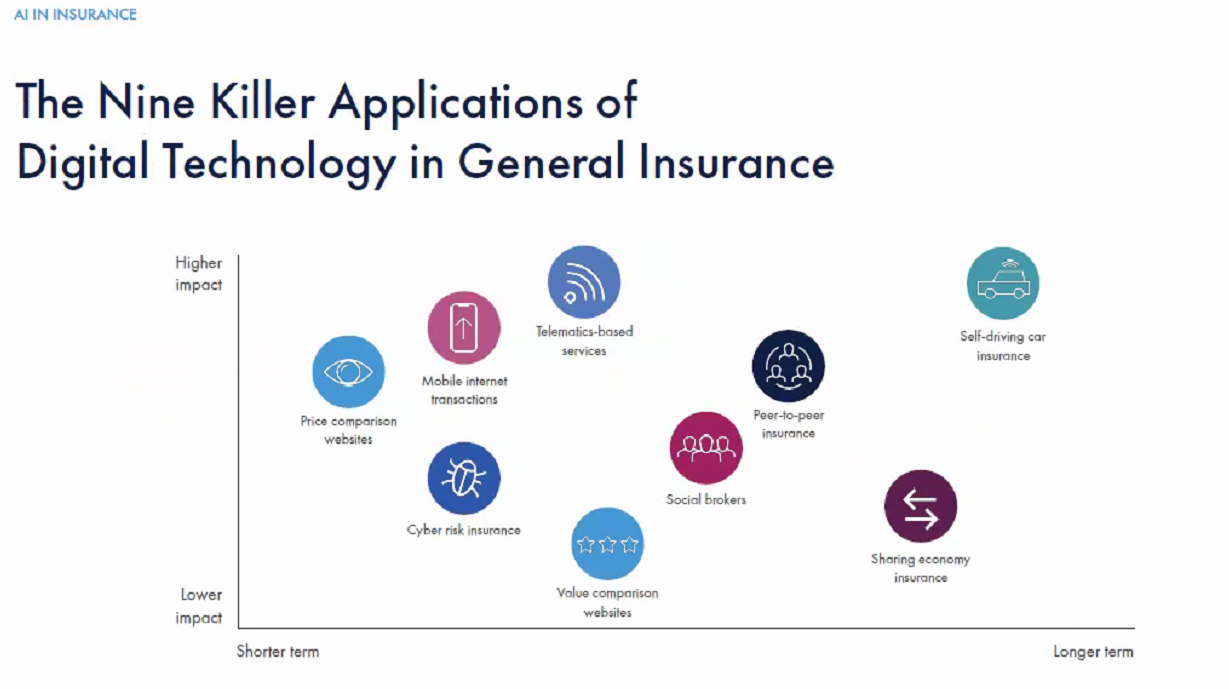 AI IN INSURANCE
The Nine Killer Applications of
Digital Technology in General Insurance
Higher
impact
Telematics-based
services
Self-driving car
insurance
Mobile internet
transactions
Price comparison
websites
Peer-to-peer
insurance
Social brokers
Cyber risk insurance
Sharing economy
insurance
Value comparison
websites
Lower
impact
Shorter term
Longer term